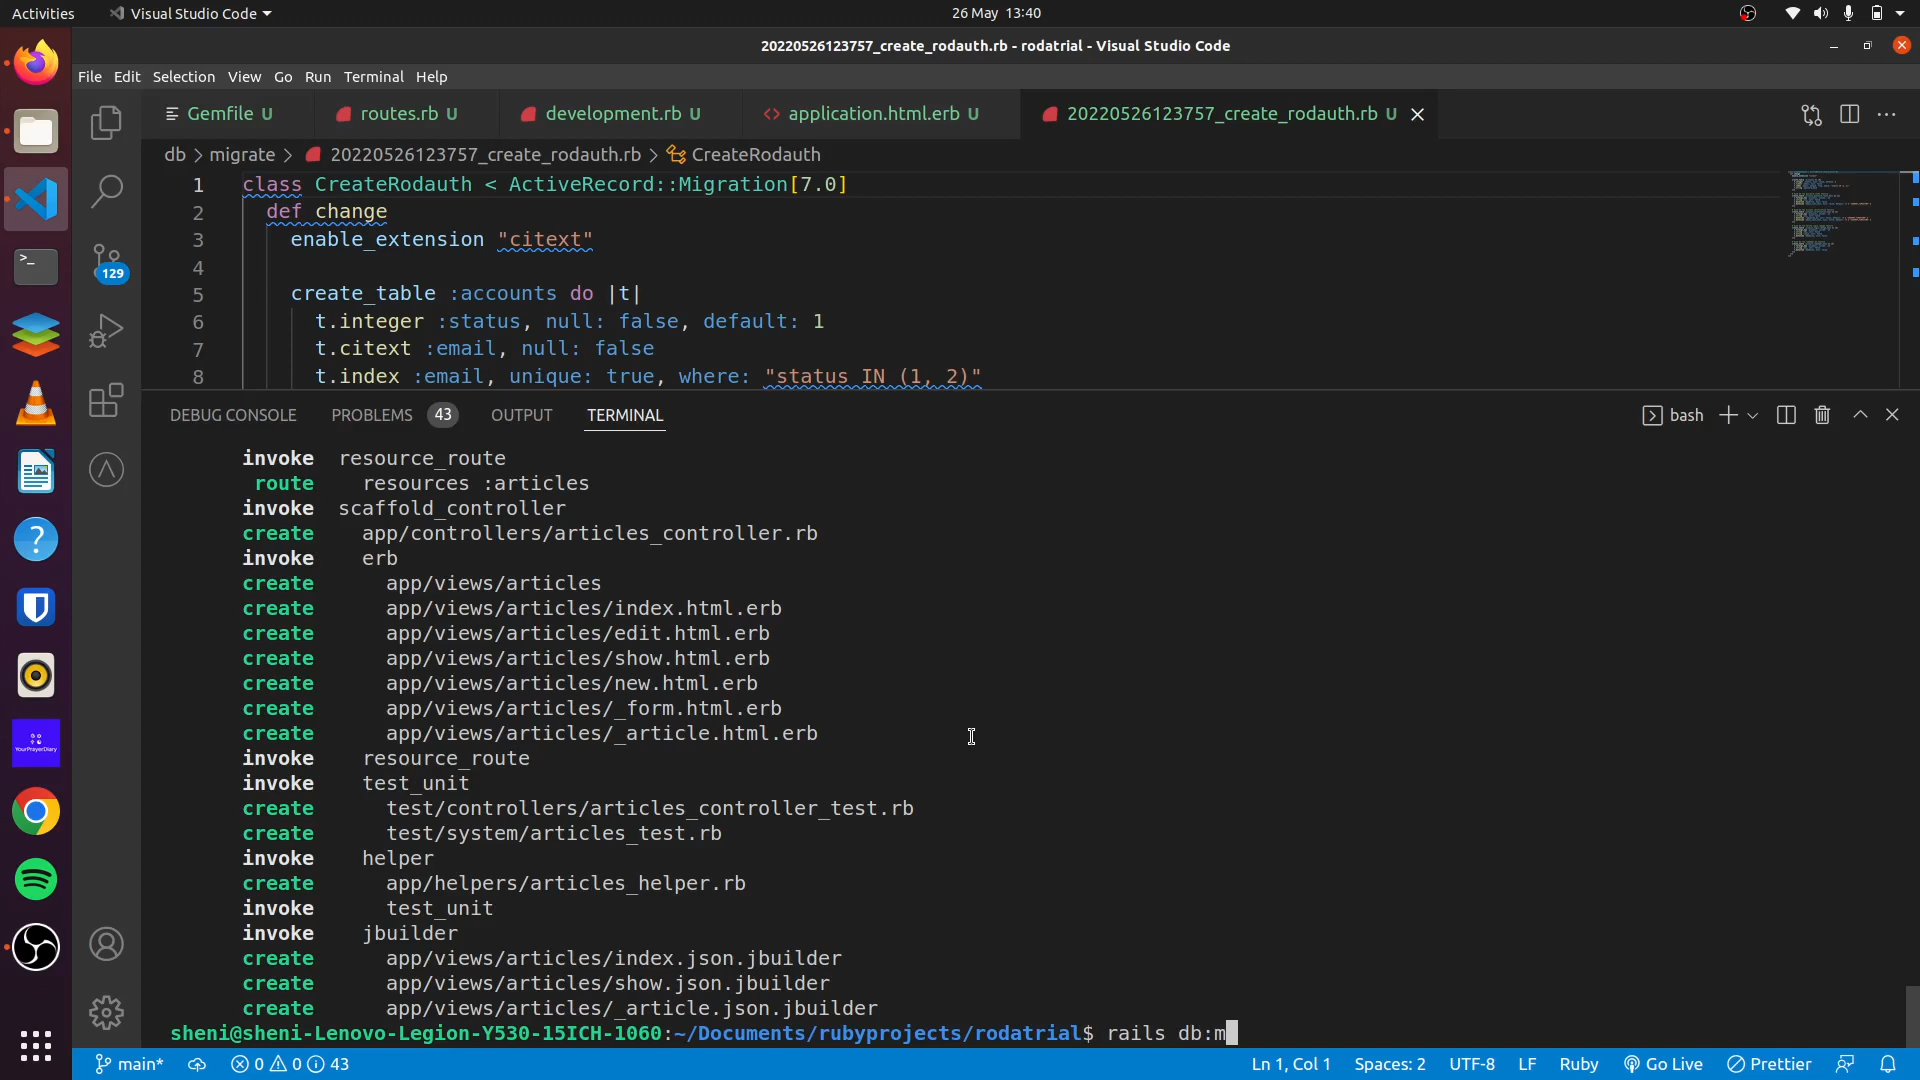 Activities Visual Studio Code 26 May 13:40
20220526123757_create_rodauth.rb - rodatrial - Visual Studio Code
File Edit Selection View Go Run Terminal Help
Gemfile U routes.rb U development.rb U application.html.erb U 20220526123757_create_rodauth.rb U
db > migrate > 20220526123757_create_rodauth.rb > CreateRodauth
1 class CreateRodauth < ActiveRecord::Migration[7.0]
2 def change
3 enable_extension "citext"
4
5 create_table :accounts do |t|
6 t.integer :status, null: false, default: 1
7 t.citext :email, null: false
8 t.index :email, unique: true, where: "status IN (1, 2)"
129
DEBUG CONSOLE PROBLEMS 43 OUTPUT TERMINAL bash
invoke resource_route
route resources :articles
invoke scaffold_controller
create app/controllers/articles_controller.rb
invoke erb
create app/views/articles
create app/views/articles/index.html.erb
create app/views/articles/edit.html.erb
create app/views/articles/show.html.erb
create app/views/articles/new.html.erb
create app/views/articles/_form.html.erb
create app/views/articles/_article.html.erb
invoke resource_route
invoke test_unit
create test/controllers/articles_controller_test.rb
create test/system/articles_test.rb
invoke helper
create app/helpers/articles_helper.rb
invoke test_unit
invoke jbuilder
create app/views/articles/index.json.jbuilder
create app/views/articles/show.json.jbuilder
create app/views/articles/_article.json.jbuilder
sheni@sheni-Lenovo-Legion-Y530-15ICH-1060:~/Documents/rubyprojects/rodatrial$ rails db:m
YourPrayerDiary
main* 0 0 43 Ln 1, Col 1 Spaces: 2 UTF-8 LF Ruby Go Live Prettier